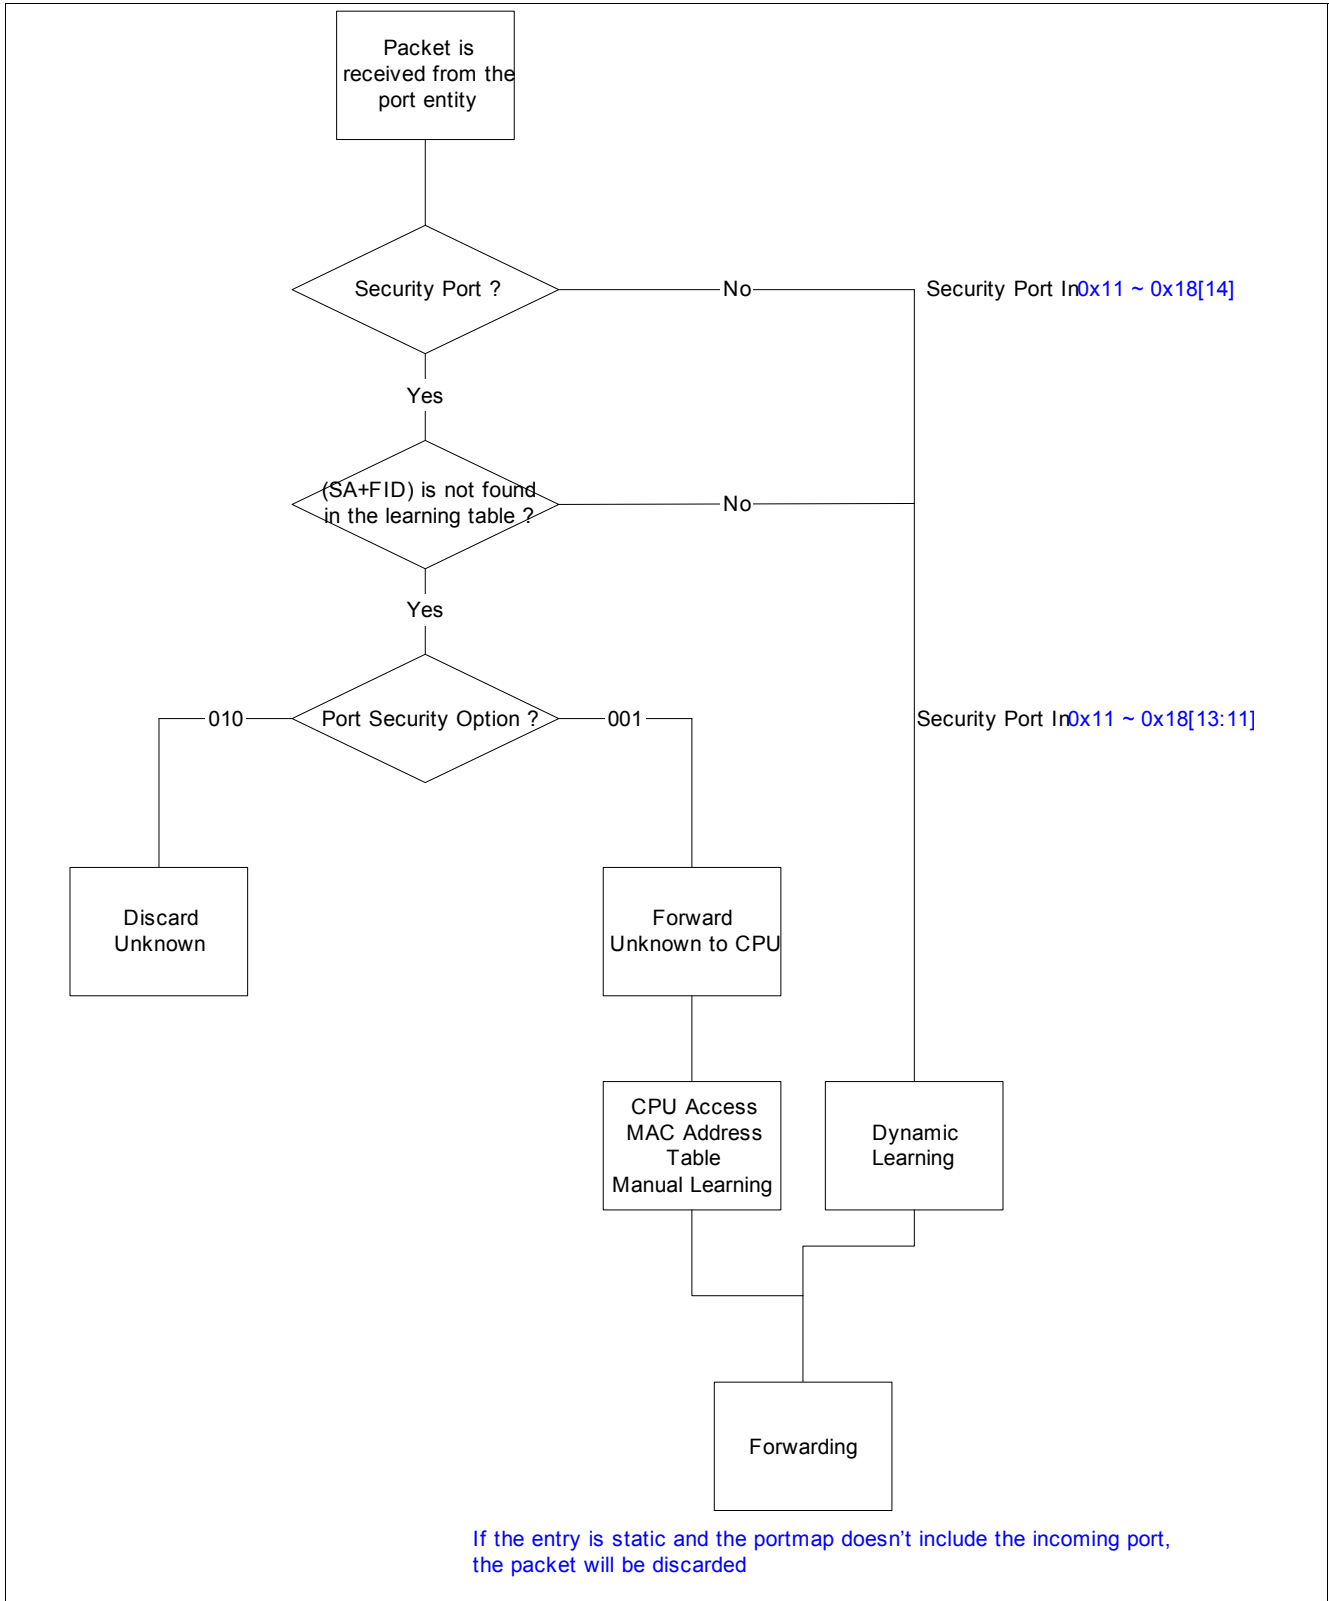 Packet is
received from the
port entity
Security Port ?
No
Security Port In0x11 ~ 0x18[14]
Yes
(SA+FID) is not found
in the learning table ?
No
Yes
010
Port Security Option ?
001
Security Port In0x11 ~ 0x18[13:11]
Discard
Unknown
Forward
Unknown to CPU
CPU Access
MAC Address
Table
Manual Learning
Dynamic
Learning
Forwarding
If the entry is static and the portmap doesn't include the incoming port,
the packet will be discarded